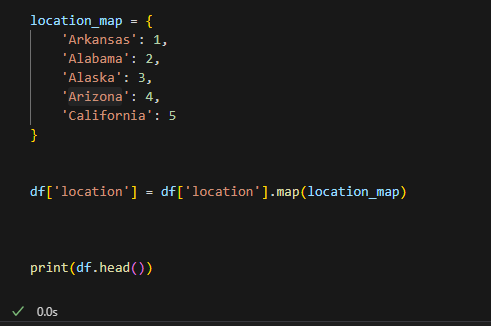 location_map = {
    'Arkansas': 1,
    'Alabama': 2,
    'Alaska': 3,
    'Arizona': 4,
    'California': 5
}
df['location'] = df['location'].map(location_map)
print(df.head())
0.0s